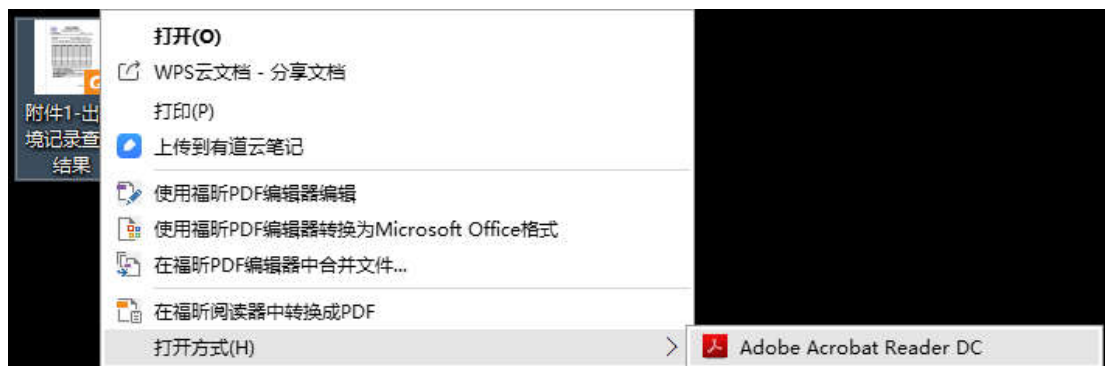 打开(O)
WPS云文档 - 分享文档
打印(P)
上传到有道云笔记
附件1-出
境记录查
结果
使用福昕PDF编辑器编辑
使用福昕PDF编辑器转换为Microsoft Office格式
在福昕PDF编辑器中合并文件...
在福昕阅读器中转换成PDF
打开方式(H)
Adobe Acrobat Reader DC